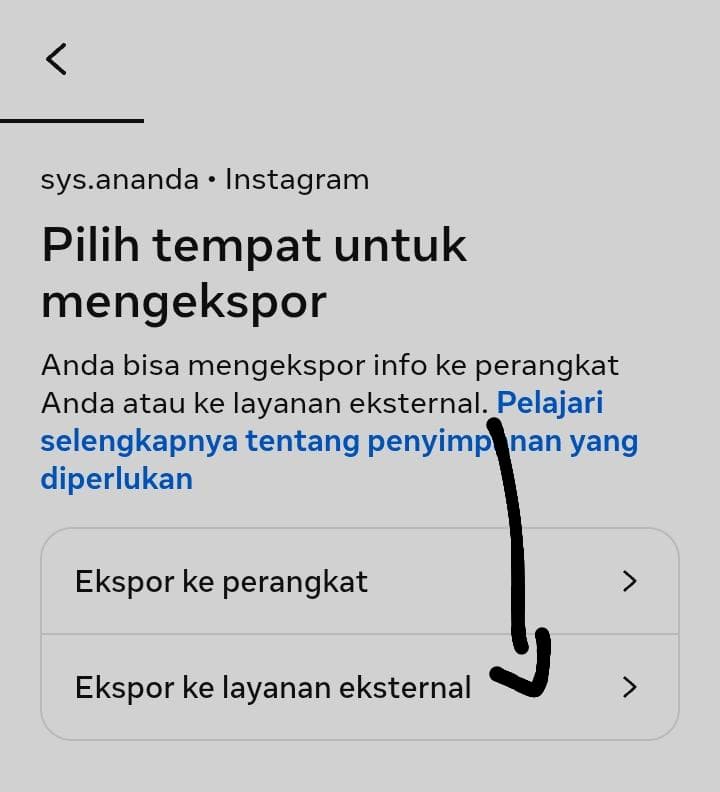 sys.ananda • Instagram
Pilih tempat untuk
mengekspor
Anda bisa mengekspor info ke perangkat
Anda atau ke layanan eksternal. Pelajari
selengkapnya tentang penyimpanan yang
diperlukan
Ekspor ke perangkat
Ekspor ke layanan eksternal